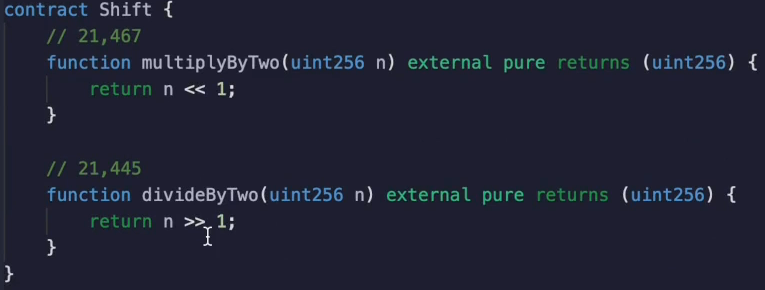 contract Shift {
// 21,467
function multiplyByTwo(uint256 n) external pure returns (uint256) {
return n << 1;
}
// 21,445
function divideByTwo(uint256 n) external pure returns (uint256) {
return n >> 1;
}
}